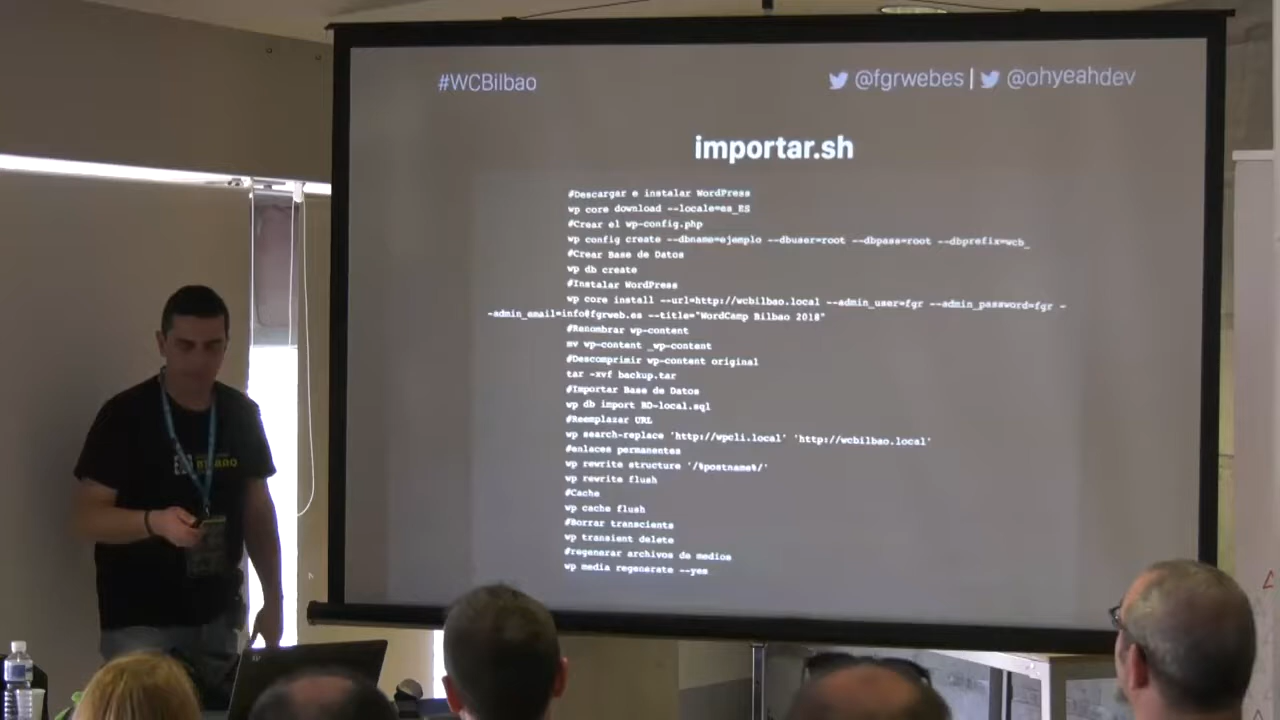 #WCBilbao
@fgrwebes | @ohyeahdev
importar.sh
#Descargar e instalar WordPress
wp core download --locale=es_ES
#Crear el wp-config.php
wp config create --dbname=ejemplo --dbuser=root --dbpass=root --dbprefix=wcb_
#Crear Base de Datos
wp db create
#Instalar WordPress
wp core install --url=http://wcbilbao.local --admin_user=fgr --admin_password=fgr -
-admin_email=info@fgrweb.es --title="WordCamp Bilbao 2018"
#Renombrar wp-content
mv wp-content _wp-content
#Descomprimir wp-content original
tar -xvf backup.tar
#Importar Base de Datos
wp db import BD-local.sql
#Reemplazar URL
wp search-replace 'http://wpcli.local' 'http://wcbilbao.local'
#enlaces permanentes
wp rewrite structure '/%postname%/'
wp rewrite flush
#Cache
wp cache flush
#Borrar transcients
wp transient delete
#regenerar archivos de medios
wp media regenerate --yes
BILBAO